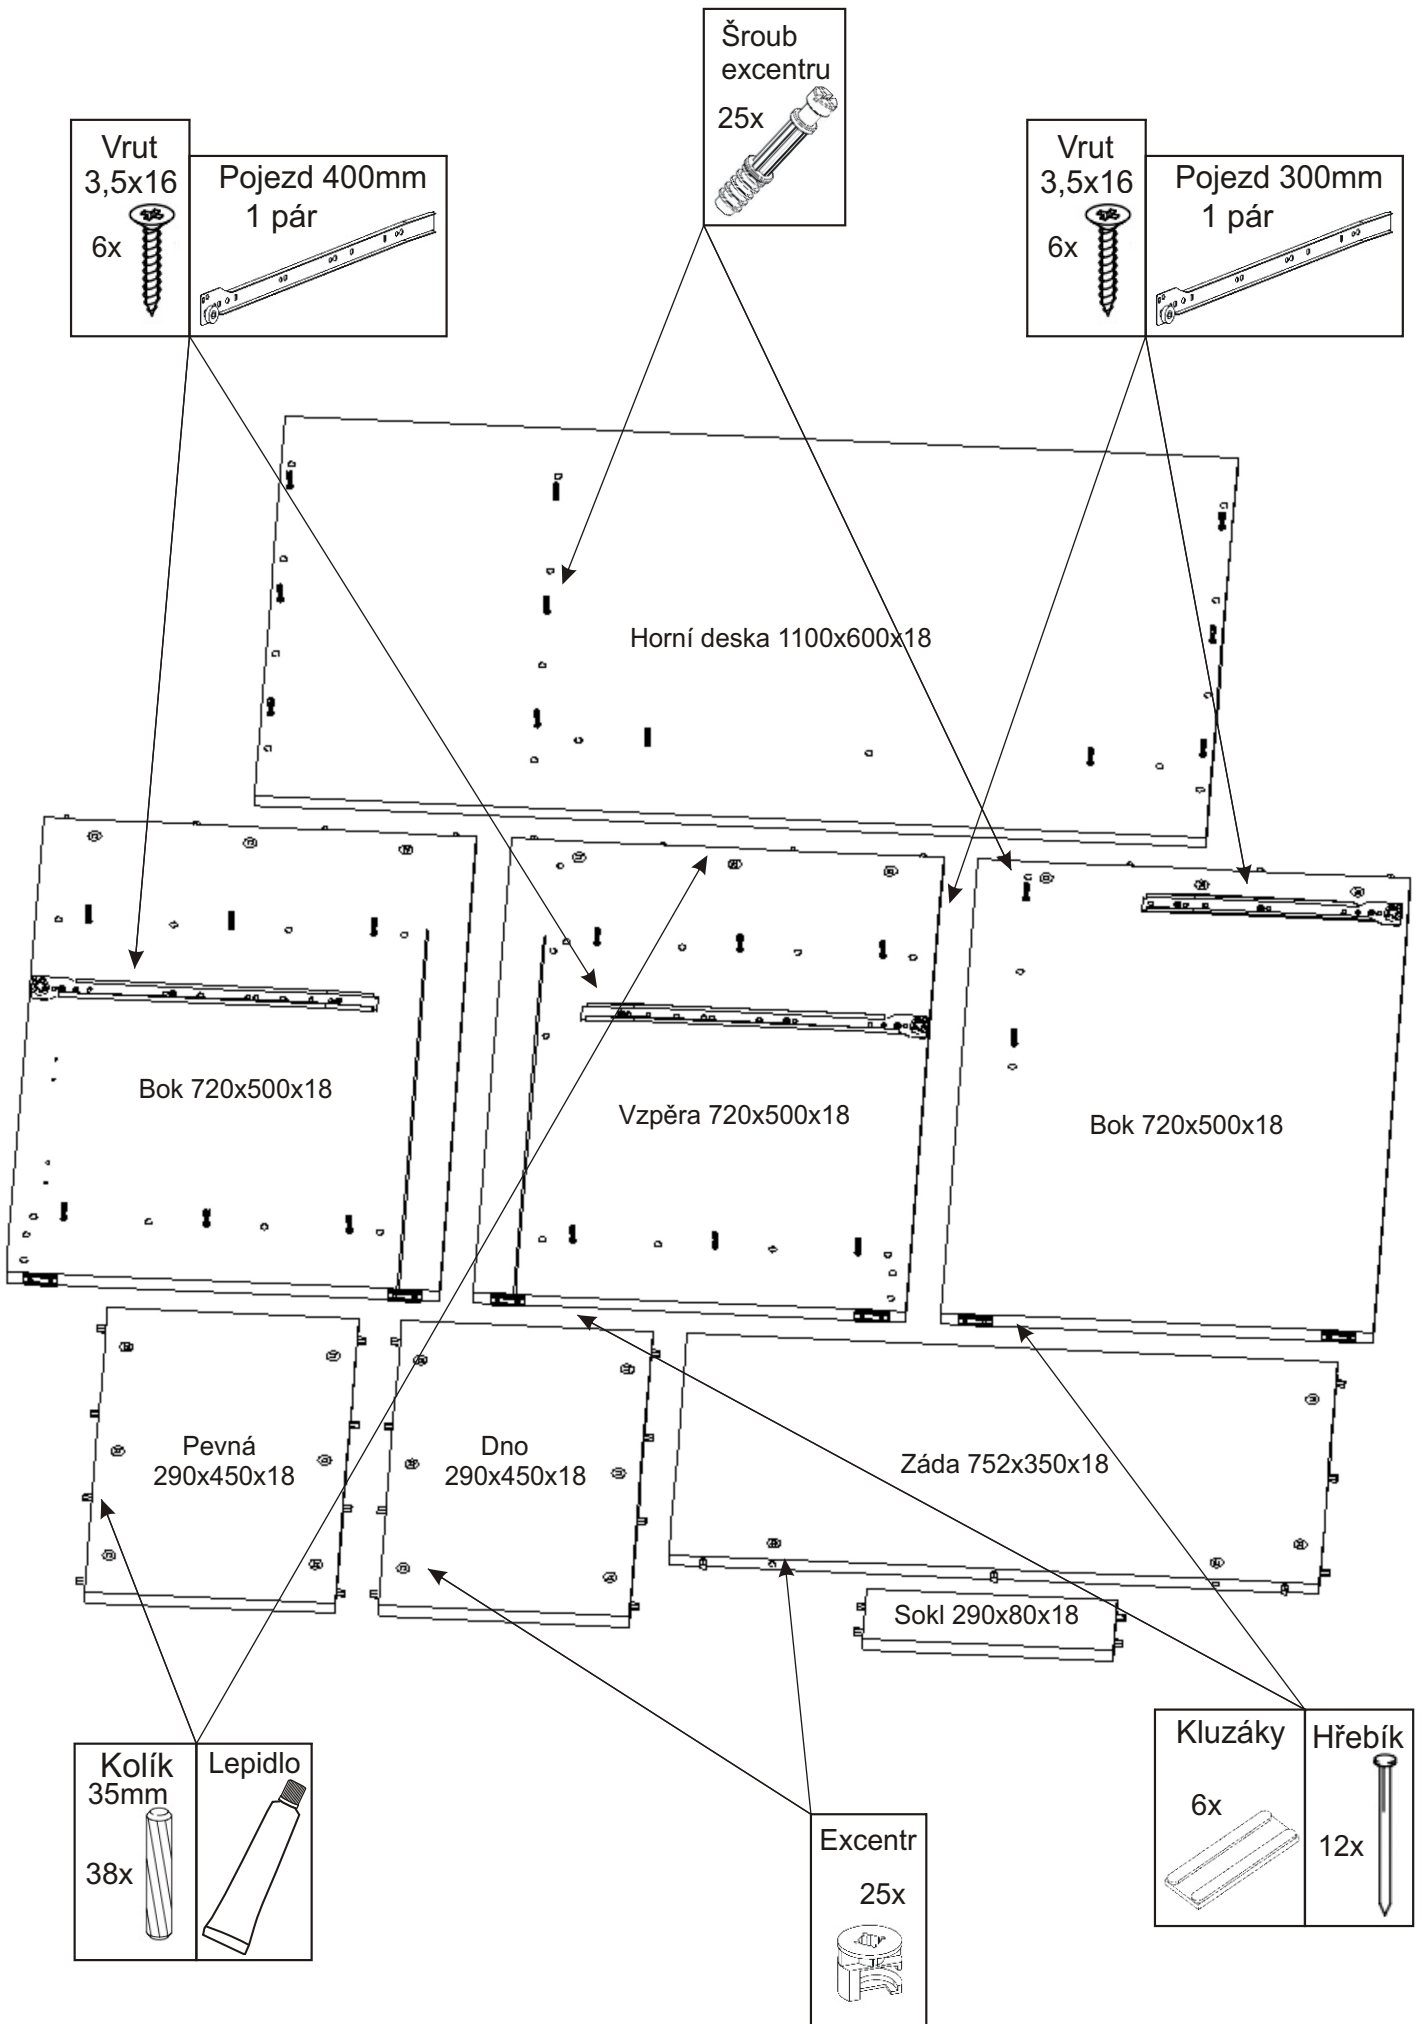 Šroub
excentru
25x
Vrut
3,5x16
6x
Pojezd 400mm
1 pár
Vrut
3,5x16
6x
Pojezd 300mm
1 pár
Horní deska 1100x600x18
Bok 720x500x18
Vzpěra 720x500x18
Bok 720x500x18
Pevná
290x450x18
Dno
290x450x18
Záda 752x350x18
Sokl 290x80x18
Kolík
35mm
38x
Lepidlo
Excentr
25x
Kluzáky
6x
Hřebík
12x